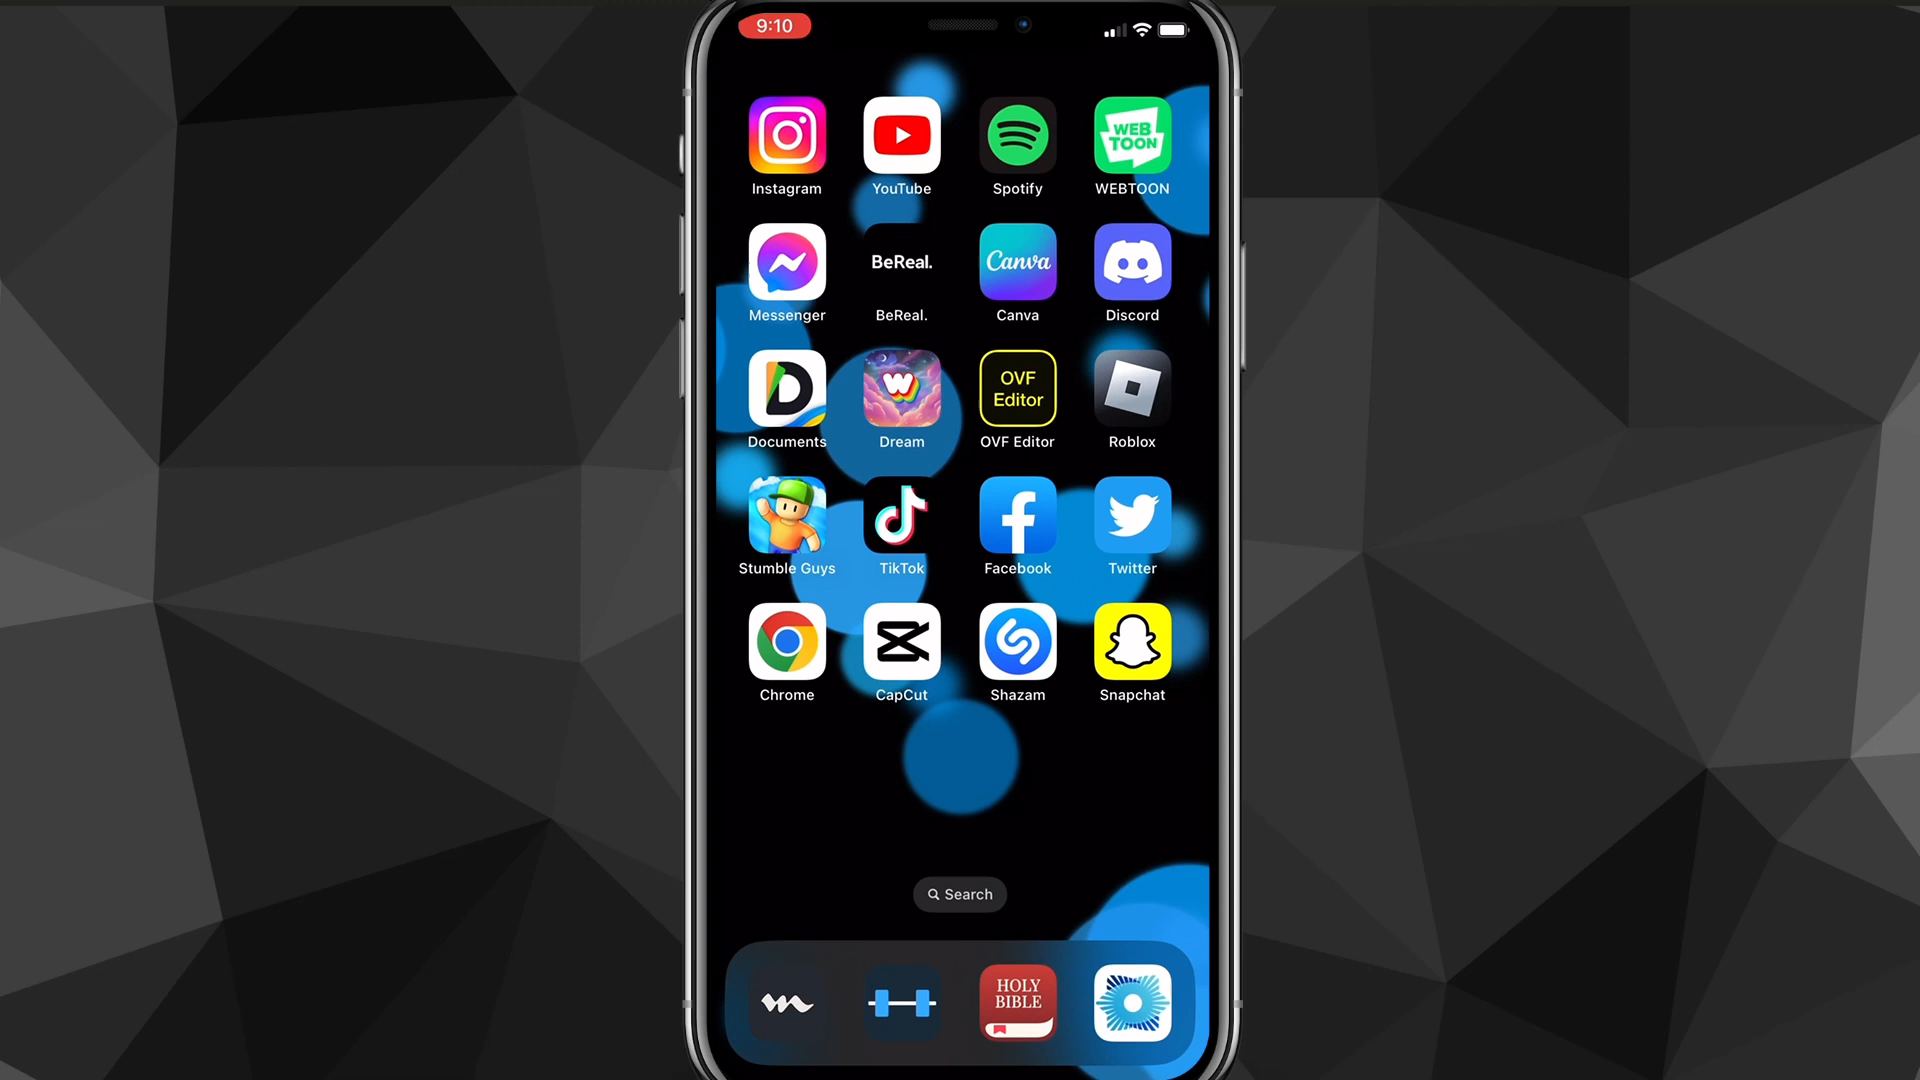 9:10
Instagram YouTube Spotify WEB TOON WEBTOON
BeReal. Canva
Messenger BeReal. Canva Discord
OVF
Editor
Documents Dream OVF Editor Roblox
Stumble Guys TikTok Facebook Twitter
Chrome CapCut Shazam Snapchat
Search
HOLY
BIBLE